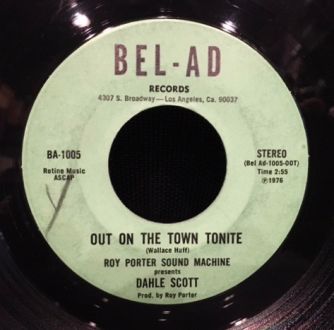 BEL-AD
RECORDS
4307 S. Broadway—Los Angeles, Ca. 90037
BA-1005
Rotine Music
ASCAP
STEREO
(Bel Ad-1005-OOT)
Time 2:55
℗1976
OUT ON THE TOWN TONITE
(Wallace Huff)
ROY PORTER SOUND MACHINE
presents
DAHLE SCOTT
Prod. by Roy Porter